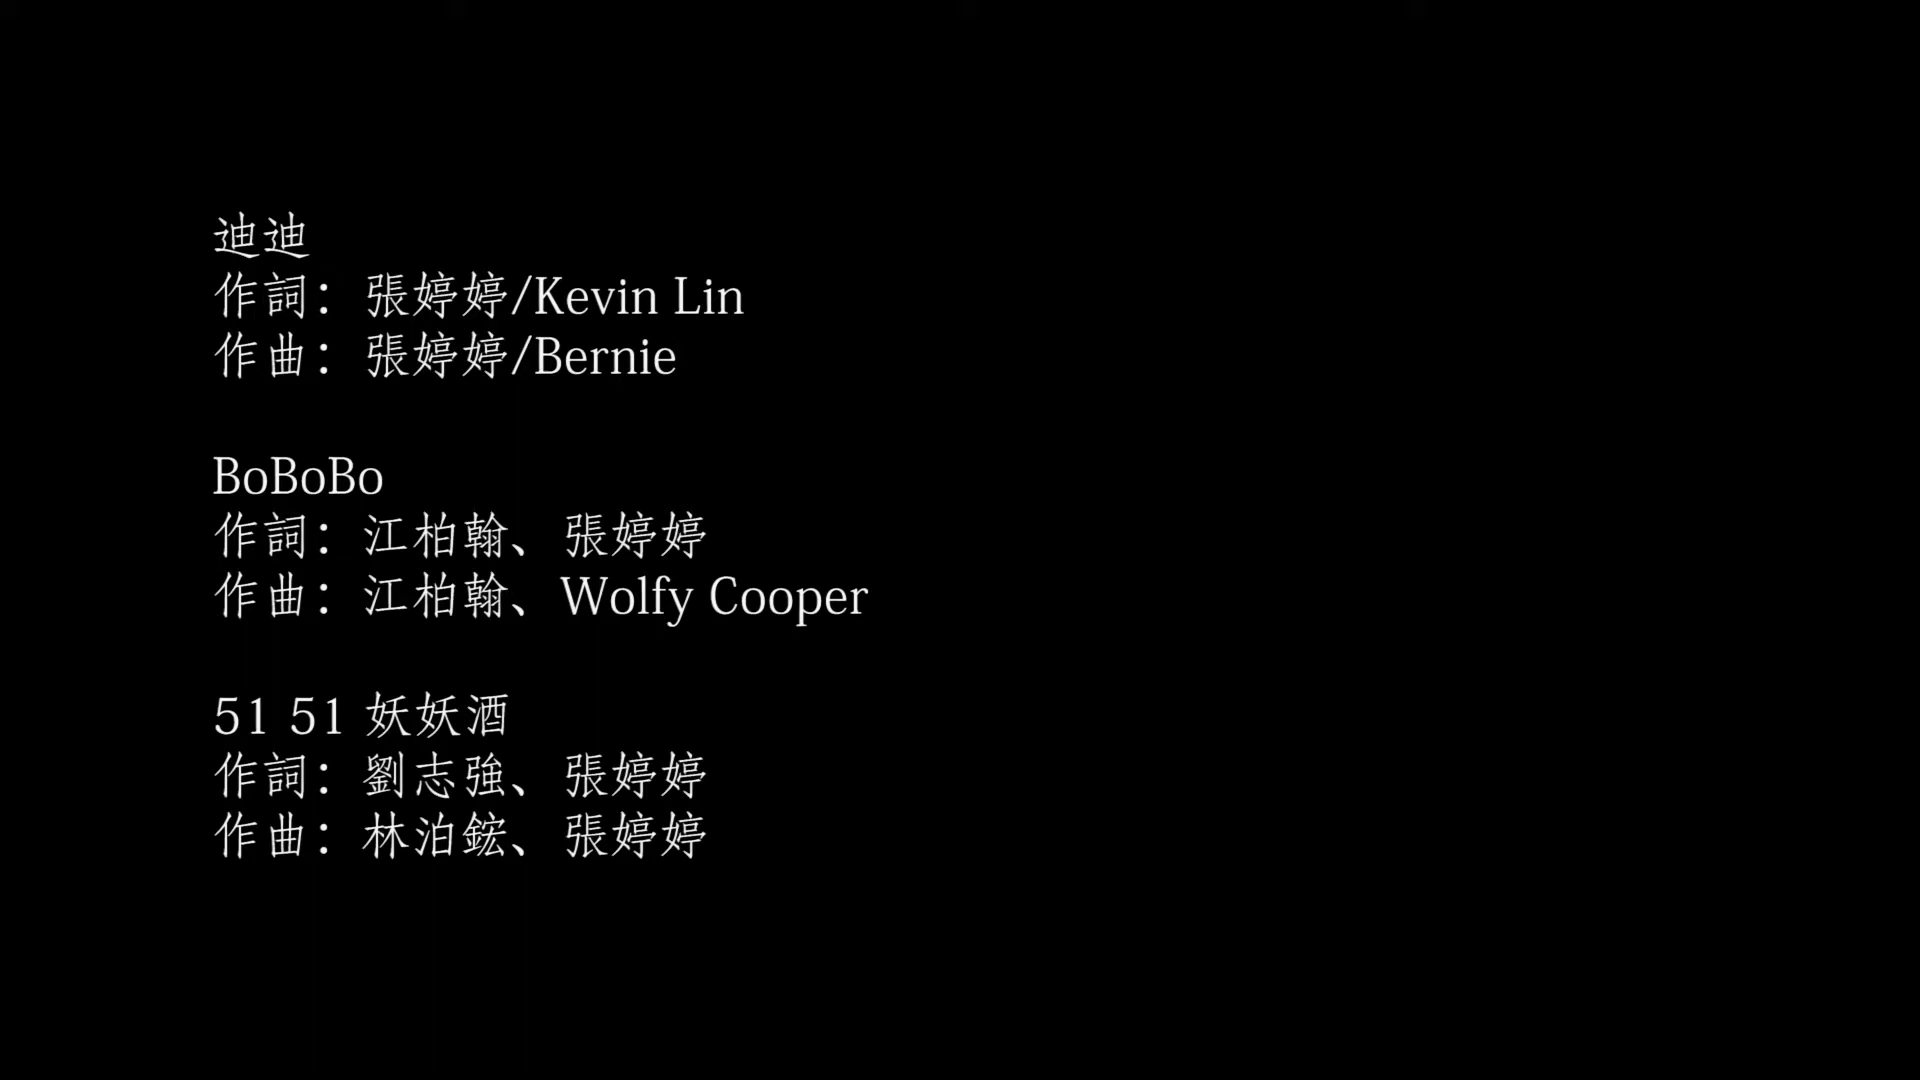 迪迪
作詞：張婷婷/Kevin Lin
作曲：張婷婷/Bernie
BoBoBo
作詞：江柏翰、張婷婷
作曲：江柏翰、Wolfy Cooper
51 51 妖妖酒
作詞：劉志強、張婷婷
作曲：林泊鋐、張婷婷